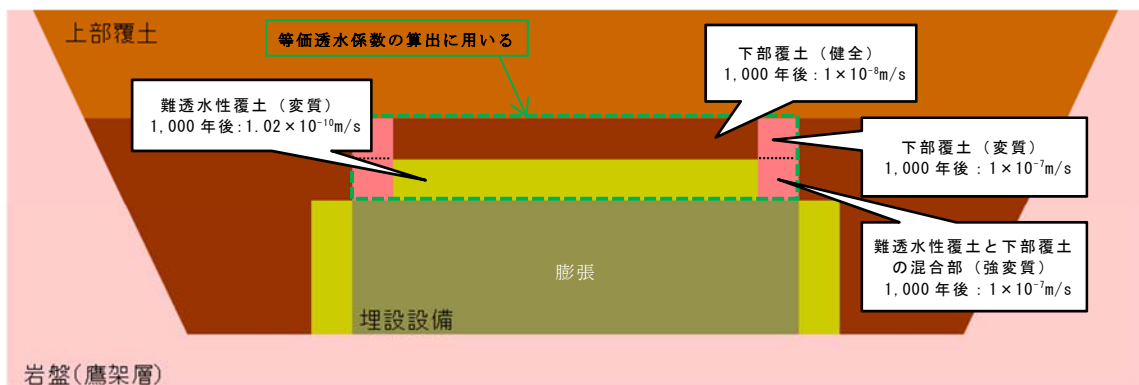 上部覆土
等価透水係数の算出に用いる
下部覆土（健全）
1,000 年後：1×10⁻⁸m/s
難透水性覆土（変質）
1,000 年後：1.02×10⁻¹⁰m/s
下部覆土（変質）
1,000 年後：1×10⁻⁷m/s
難透水性覆土と下部覆土
の混合部（強変質）
1,000 年後：1×10⁻⁷m/s
膨張
埋設設備
岩盤(鷹架層)